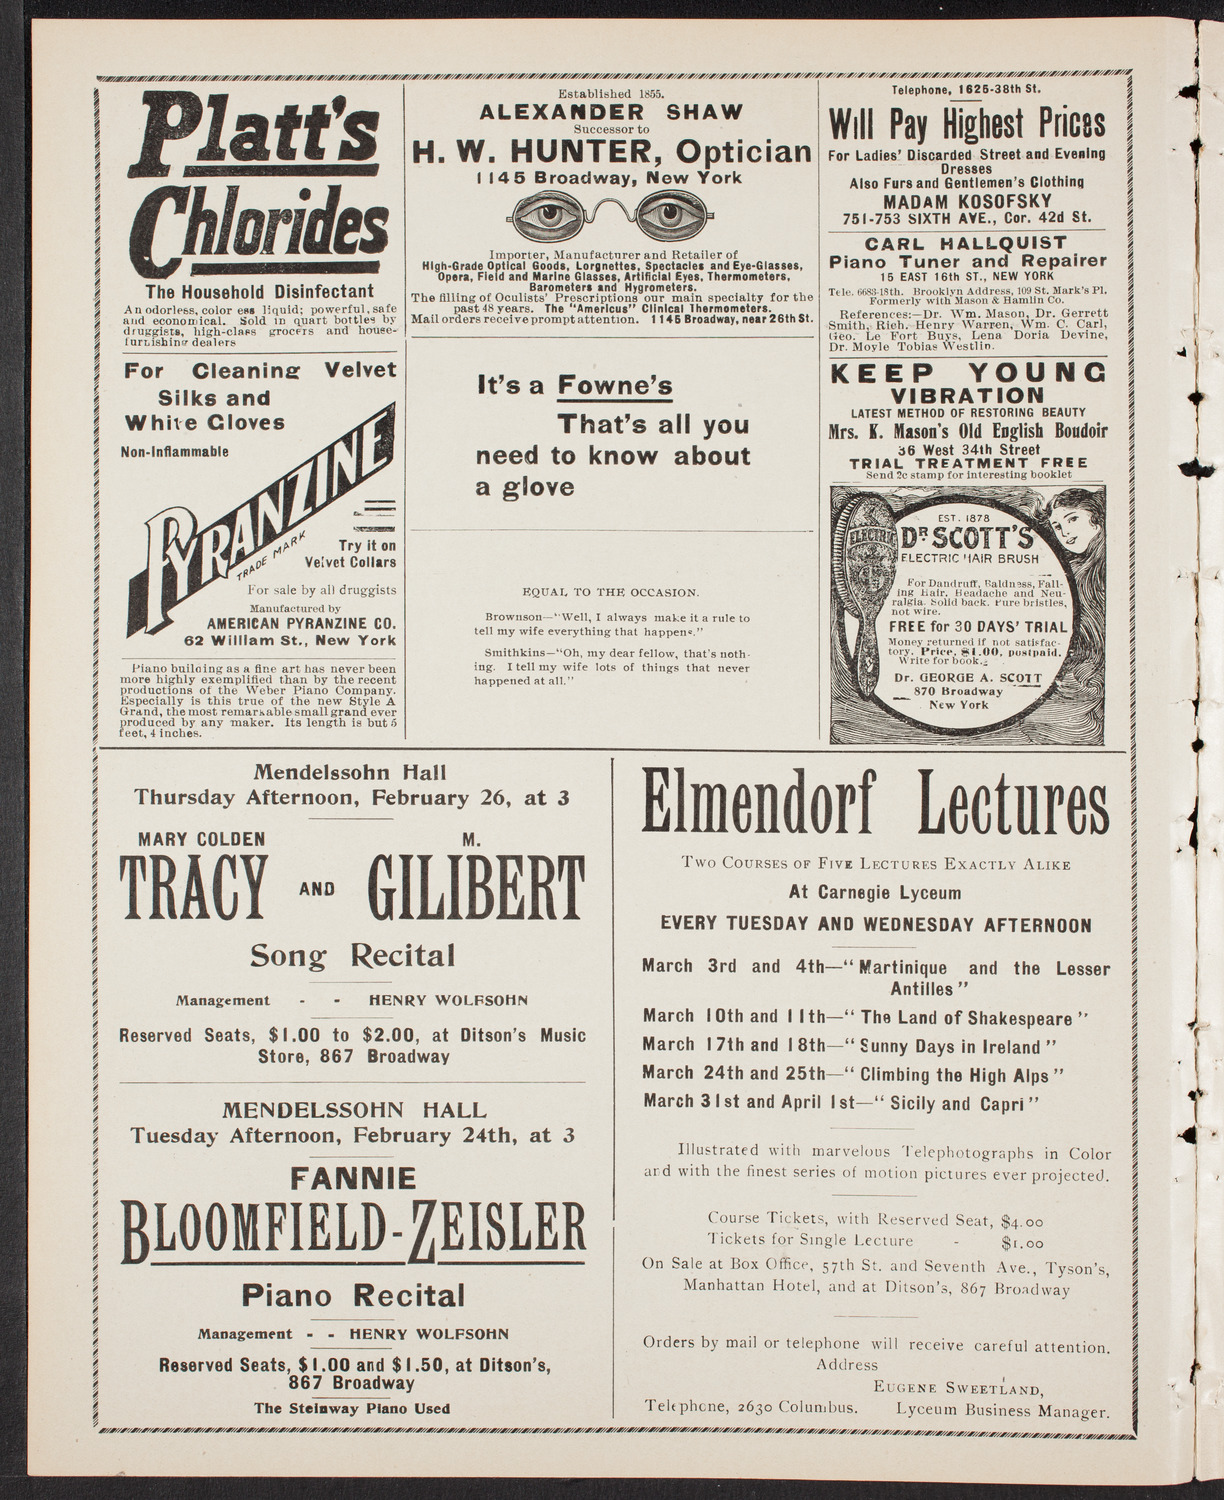 Platt's
Chlorides
The Household Disinfectant
An odorless, color ess liquid; powerful, safe
and economical. Sold in quart bottles by
druggists, high-class grocers and house-
furnishing dealers
For Cleaning Velvet
Silks and
White Gloves
Non-Inflammable
PYRANZINE
TRADE MARK
Try it on
Velvet Collars
For sale by all druggists
Manufactured by
AMERICAN PYRANZINE CO.
62 William St., New York
Piano building as a fine art has never been
more highly exemplified than by the recent
productions of the Weber Piano Company.
Especially is this true of the new Style A
Grand, the most remarkable small grand ever
produced by any maker. Its length is but 5
feet, 4 inches.
Established 1855.
ALEXANDER SHAW
Successor to
H. W. HUNTER, Optician
1145 Broadway, New York
Importer, Manufacturer and Retailer of
High-Grade Optical Goods, Lorgnettes, Spectacles and Eye-Glasses,
Opera, Field and Marine Glasses, Artificial Eyes, Thermometers,
Barometers and Hygrometers.
The filling of Oculists' Prescriptions our main specialty for the
past 48 years. The "Americus" Clinical Thermometers.
Mail orders receive prompt attention. 1145 Broadway, near 26th St.
It's a Fowne's
That's all you
need to know about
a glove
EQUAL TO THE OCCASION.
Brownson—"Well, I always make it a rule to
tell my wife everything that happens."
Smithkins—"Oh, my dear fellow, that's noth-
ing. I tell my wife lots of things that never
happened at all."
Telephone, 1625-38th St.
Will Pay Highest Prices
For Ladies' Discarded Street and Evening
Dresses
Also Furs and Gentlemen's Clothing
MADAM KOSOFSKY
751-753 SIXTH AVE., Cor. 42d St.
CARL HALLQUIST
Piano Tuner and Repairer
15 EAST 16th ST., NEW YORK
Tele. 6683-18th. Brooklyn Address, 109 St. Mark's Pl.
Formerly with Mason & Hamlin Co.
References:—Dr. Wm. Mason, Dr. Gerrett
Smith, Rich. Henry Warren, Wm. C. Carl,
Geo. Le Fort Buys, Lena Doria Devine,
Dr. Moyle Tobias Westlin.
KEEP YOUNG
VIBRATION
LATEST METHOD OF RESTORING BEAUTY
Mrs. K. Mason's Old English Boudoir
36 West 34th Street
TRIAL TREATMENT FREE
Send 2c stamp for interesting booklet
ELECTRIC
EST. 1878
DR SCOTT'S
ELECTRIC HAIR BRUSH
For Dandruff, Baldness, Fall-
ing Hair, Headache and Neu-
ralgia. Solid back. Pure bristles,
not wire.
FREE for 30 DAYS' TRIAL
Money returned if not satisfac-
tory. Price, $1.00, postpaid.
Write for book.
Dr. GEORGE A. SCOTT
870 Broadway
New York
Mendelssohn Hall
Thursday Afternoon, February 26, at 3
MARY COLDEN M.
TRACY AND GILIBERT
Song Recital
Management - - HENRY WOLFSOHN
Reserved Seats, $1.00 to $2.00, at Ditson's Music
Store, 867 Broadway
MENDELSSOHN HALL
Tuesday Afternoon, February 24th, at 3
FANNIE
BLOOMFIELD-ZEISLER
Piano Recital
Management - - HENRY WOLFSOHN
Reserved Seats, $1.00 and $1.50, at Ditson's,
867 Broadway
The Steinway Piano Used
Elmendorf Lectures
TWO COURSES OF FIVE LECTURES EXACTLY ALIKE
At Carnegie Lyceum
EVERY TUESDAY AND WEDNESDAY AFTERNOON
March 3rd and 4th—"Martinique and the Lesser
Antilles"
March 10th and 11th—"The Land of Shakespeare"
March 17th and 18th—"Sunny Days in Ireland"
March 24th and 25th—"Climbing the High Alps"
March 31st and April 1st—"Sicily and Capri"
Illustrated with marvelous Telephotographs in Color
and with the finest series of motion pictures ever projected.
Course Tickets, with Reserved Seat, $4.00
Tickets for Single Lecture - $1.00
On Sale at Box Office, 57th St. and Seventh Ave., Tyson's,
Manhattan Hotel, and at Ditson's, 867 Broadway
Orders by mail or telephone will receive careful attention.
Address
EUGENE SWEETLAND,
Telephone, 2630 Columbus. Lyceum Business Manager.